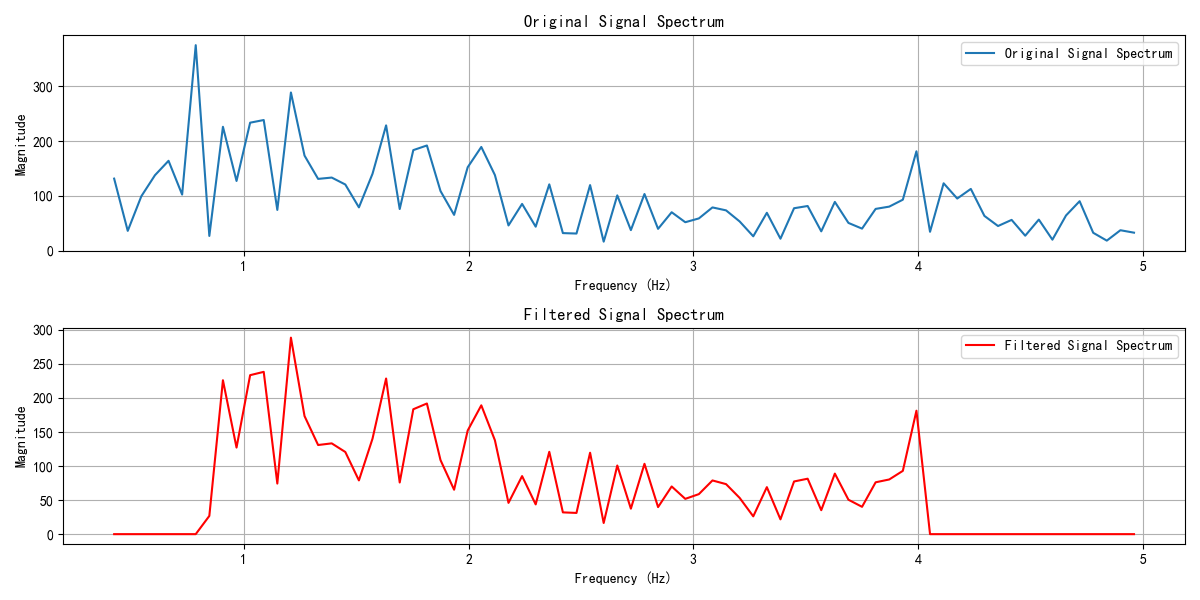 Original Signal Spectrum
Original Signal Spectrum
Magnitude
300
200
100
0
1 2 3 4 5
Frequency (Hz)
Filtered Signal Spectrum
Filtered Signal Spectrum
Magnitude
300
250
200
150
100
50
0
1 2 3 4 5
Frequency (Hz)